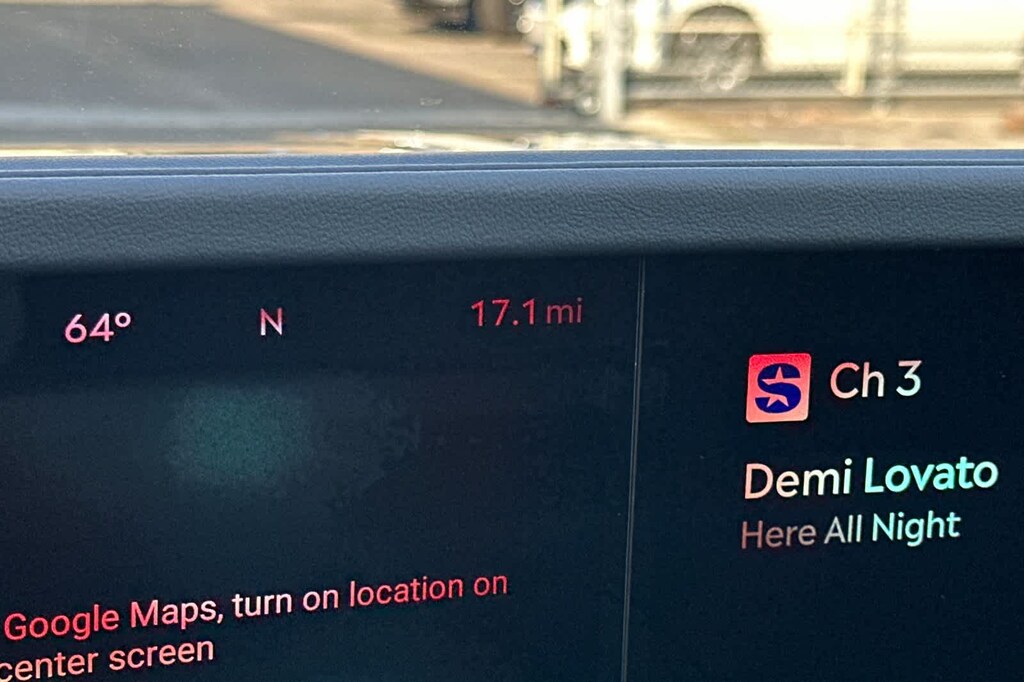 64° N 17.1 mi
Ch 3
Demi Lovato
Here All Night
Google Maps, turn on location on
center screen